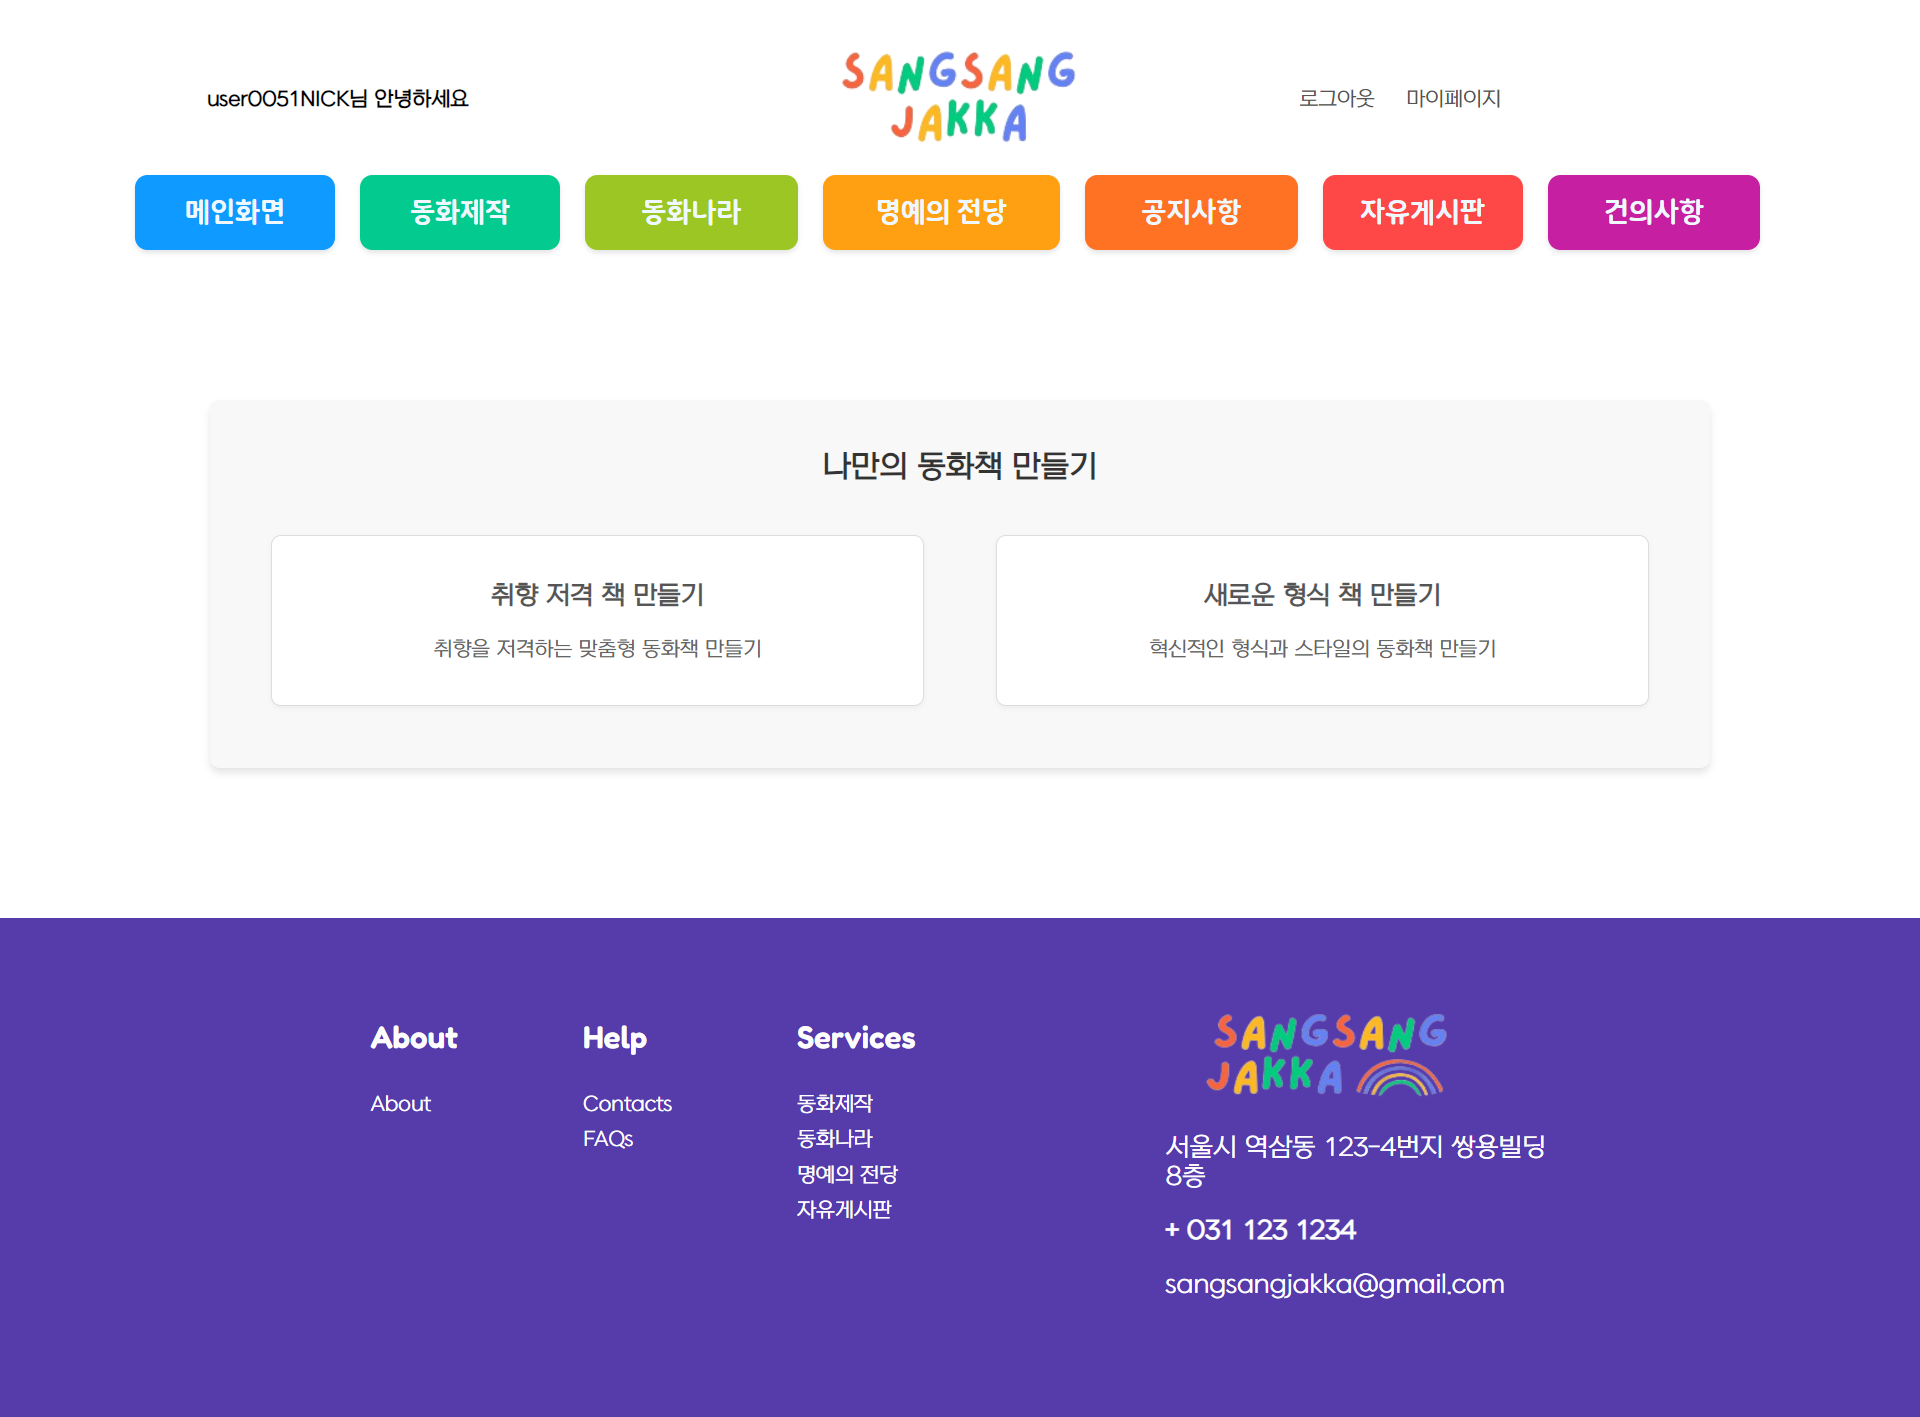 user0051NICK님 안녕하세요
SANGSANG
JAKKA
로그아웃 마이페이지
메인화면 동화제작 동화나라 명예의 전당 공지사항 자유게시판 건의사항
나만의 동화책 만들기
취향 저격 책 만들기
취향을 저격하는 맞춤형 동화책 만들기
새로운 형식 책 만들기
혁신적인 형식과 스타일의 동화책 만들기
About
About
Help
Contacts
FAQs
Services
동화제작
동화나라
명예의 전당
자유게시판
SANGSANG
JAKKA
서울시 역삼동 123-4번지 쌍용빌딩
8층
+ 031 123 1234
sangsangjakka@gmail.com